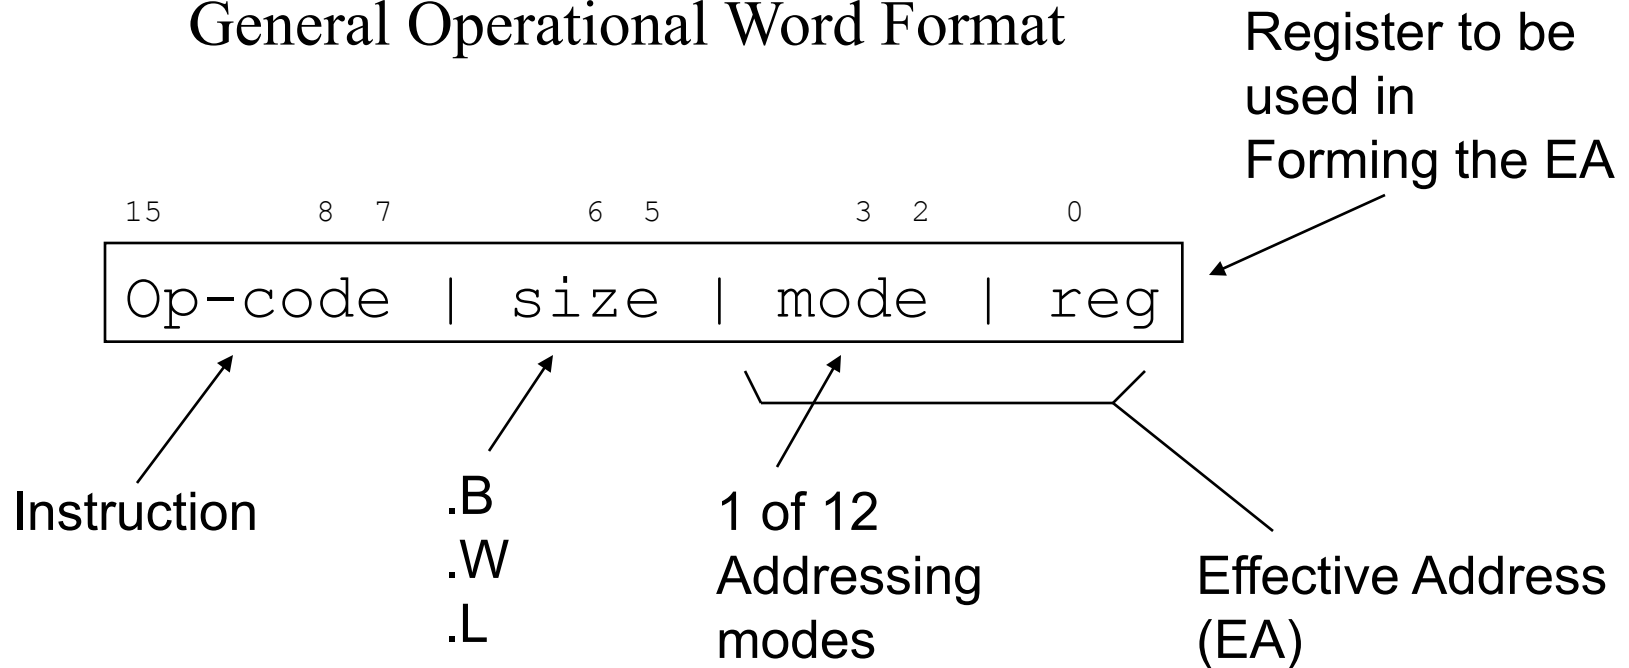 General Operational Word Format
Register to be
used in
Forming the EA
15 8 7 6 5 3 2 0
Op-code | size | mode | reg
Instruction
.B
.W
.L
1 of 12
Addressing
modes
Effective Address
(EA)